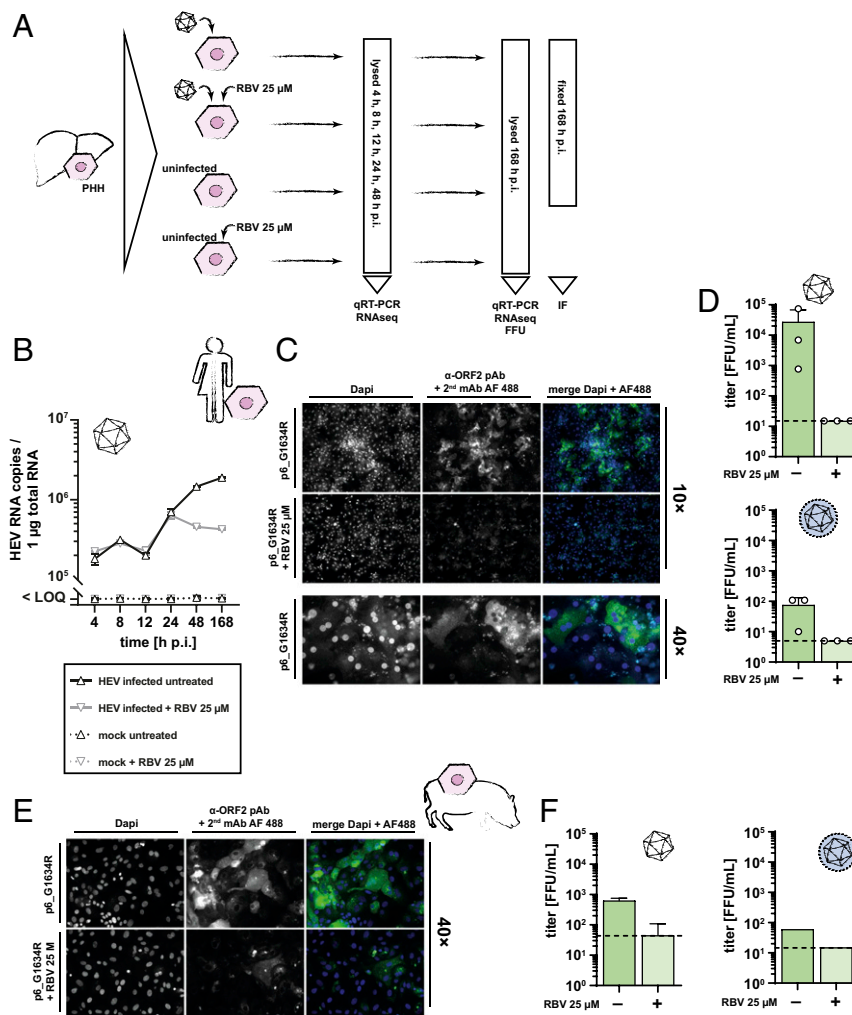 A
RBV 25 µM
uninfected
uninfected
RBV 25 µM
PHH
lysed 4 h, 8 h,
12 h, 24 h, 48 h p.i.
lysed 168 h p.i.
fixed 168 h p.i.
qRT-PCR
RNAseq
qRT-PCR
RNAseq
FFU
IF
B
HEV RNA copies /
1 µg total RNA
10⁷
10⁶
10⁵
< LOQ
4
8
12
24
48
168
time [h p.i.]
HEV infected untreated
HEV infected + RBV 25 µM
mock untreated
mock + RBV 25 µM
C
Dapi
α-ORF2 pAb
+ 2nd mAb AF 488
merge Dapi + AF488
p6_G1634R
p6_G1634R
+ RBV 25 µM
10×
p6_G1634R
40×
D
titer [FFU/mL]
10⁵
10⁴
10³
10²
10¹
10⁰
RBV 25 µM
–
+
titer [FFU/mL]
10⁵
10⁴
10³
10²
10¹
10⁰
RBV 25 µM
–
+
E
Dapi
α-ORF2 pAb
+ 2nd mAb AF 488
merge Dapi + AF488
p6_G1634R
p6_G1634R
+ RBV 25 M
40×
F
titer [FFU/mL]
10⁵
10⁴
10³
10²
10¹
10⁰
RBV 25 µM
–
+
titer [FFU/mL]
10⁵
10⁴
10³
10²
10¹
10⁰
RBV 25 µM
–
+